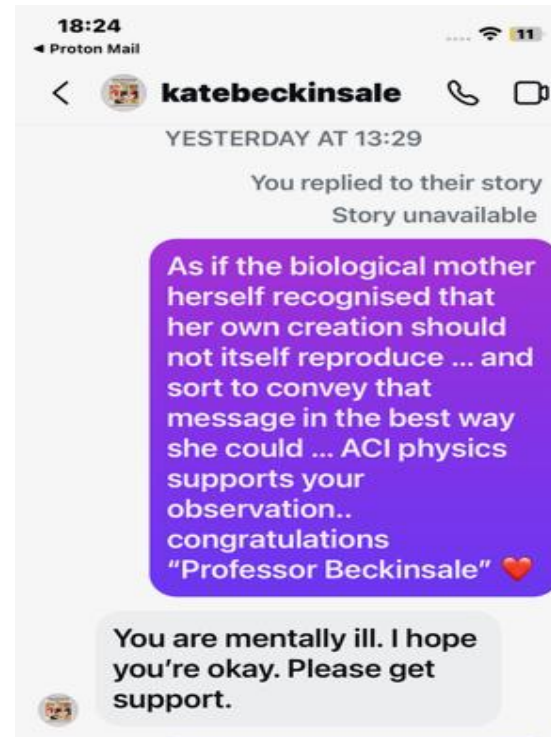 18:24
11
◄ Proton Mail
katebeckinsale
YESTERDAY AT 13:29
You replied to their story
Story unavailable
As if the biological mother
herself recognised that
her own creation should
not itself reproduce ... and
sort to convey that
message in the best way
she could ... ACI physics
supports your
observation..
congratulations
“Professor Beckinsale” ❤️
You are mentally ill. I hope
you’re okay. Please get
support.